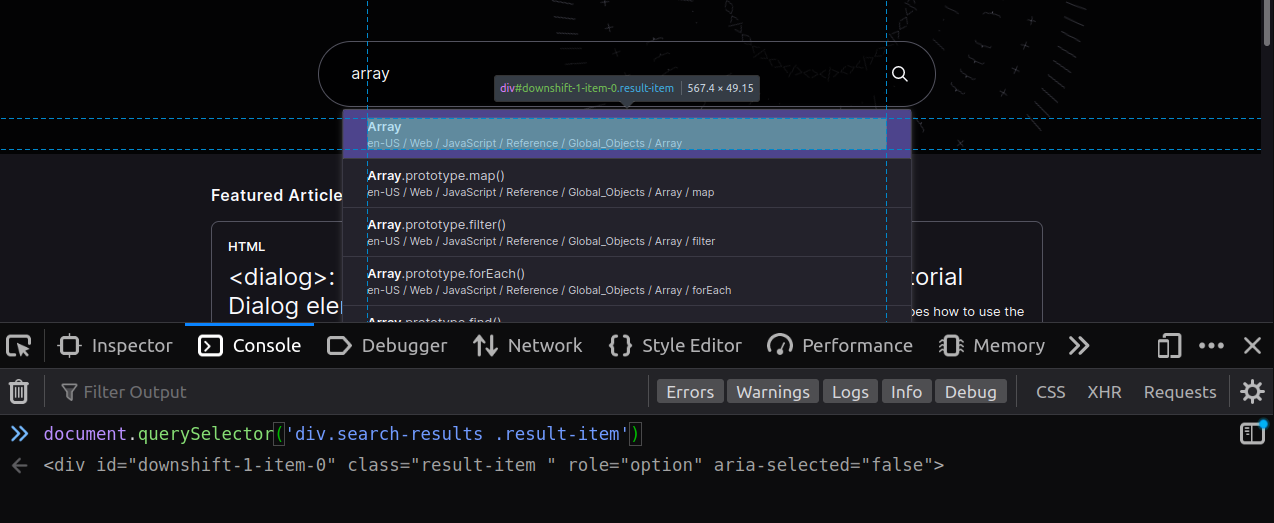 array
div#downshift-1-item-0.result-item 567.4 × 49.15
Array
en-US / Web / JavaScript / Reference / Global_Objects / Array
Array.prototype.map()
en-US / Web / JavaScript / Reference / Global_Objects / Array / map
Featured Article
Array.prototype.filter()
en-US / Web / JavaScript / Reference / Global_Objects / Array / filter
HTML
Array.prototype.forEach()
<dialog>:
torial
en-US / Web / JavaScript / Reference / Global_Objects / Array / forEach
Dialog eler
oes how to use the
Array.prototype.find()
Inspector Console Debugger Network Style Editor Performance Memory
Filter Output Errors Warnings Logs Info Debug CSS XHR Requests
document.querySelector('div.search-results .result-item')
<div id="downshift-1-item-0" class="result-item " role="option" aria-selected="false">